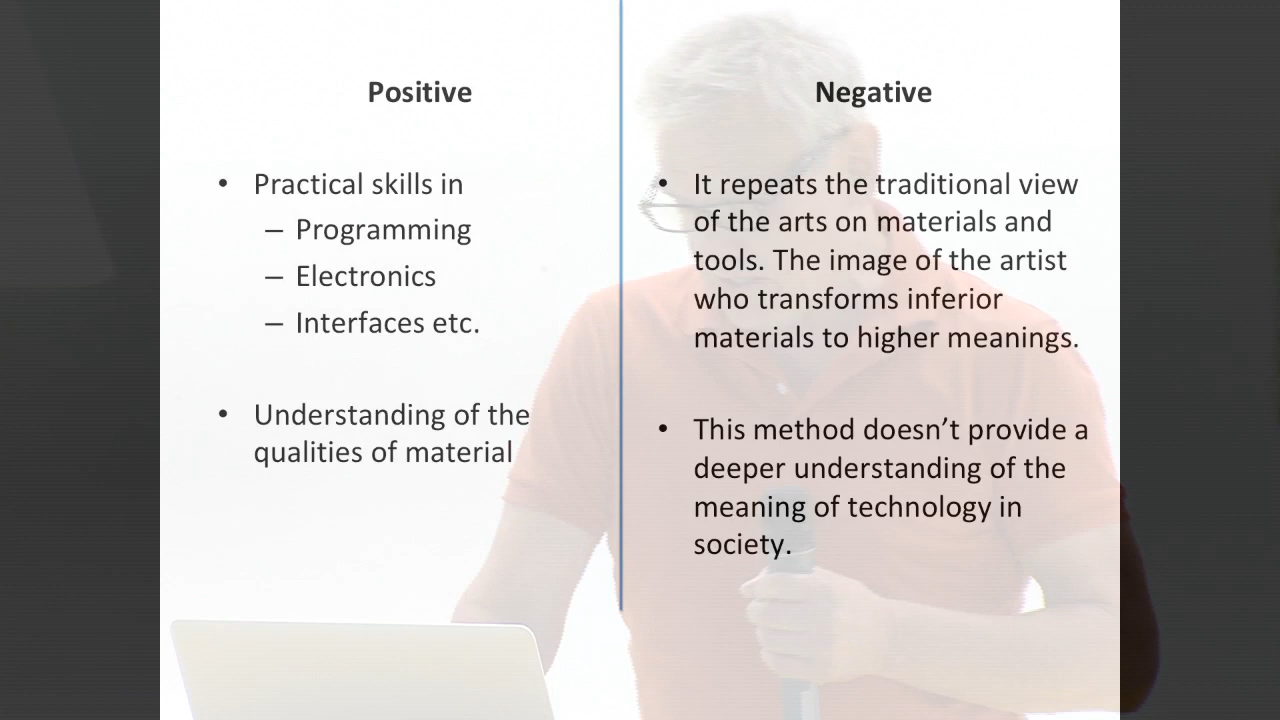 Positive
• Practical skills in
– Programming
– Electronics
– Interfaces etc.
• Understanding of the
qualities of material
Negative
• It repeats the traditional view
of the arts on materials and
tools. The image of the artist
who transforms inferior
materials to higher meanings.
• This method doesn’t provide a
deeper understanding of the
meaning of technology in
society.